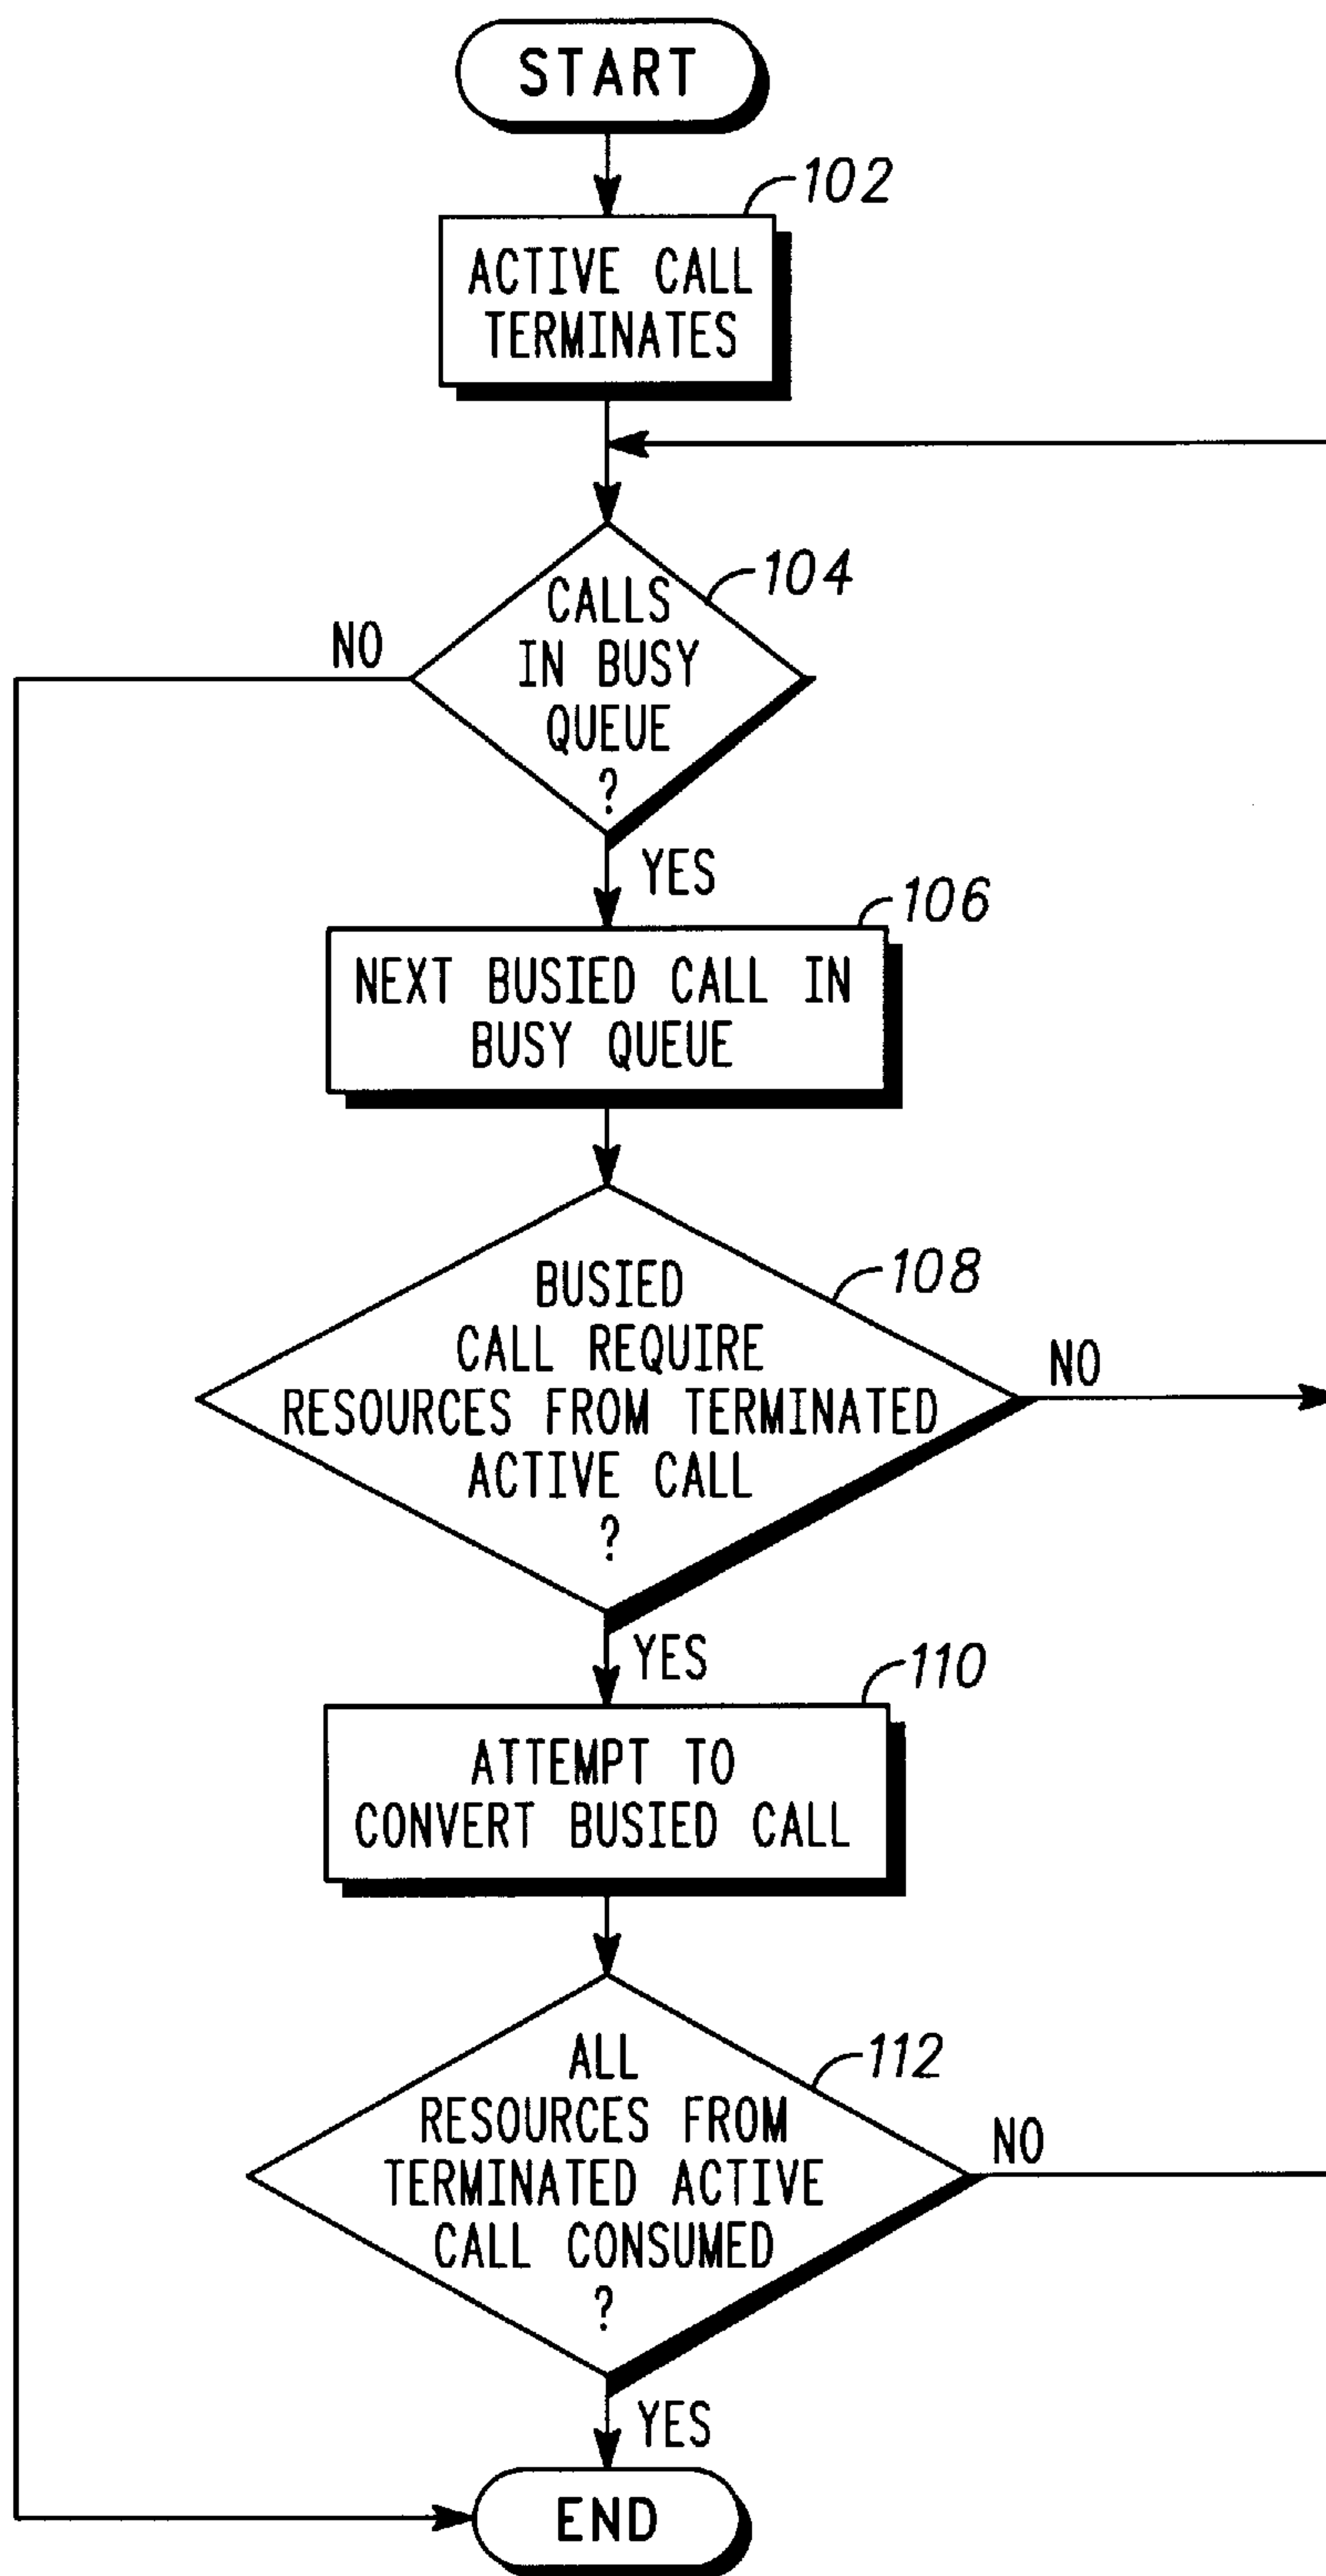 START
102
ACTIVE CALL
TERMINATES
104
CALLS
IN BUSY
QUEUE
?
NO
YES
106
NEXT BUSIED CALL IN
BUSY QUEUE
108
BUSIED
CALL REQUIRE
RESOURCES FROM TERMINATED
ACTIVE CALL
?
NO
YES
110
ATTEMPT TO
CONVERT BUSIED CALL
112
ALL
RESOURCES FROM
TERMINATED ACTIVE
CALL CONSUMED
?
NO
YES
END